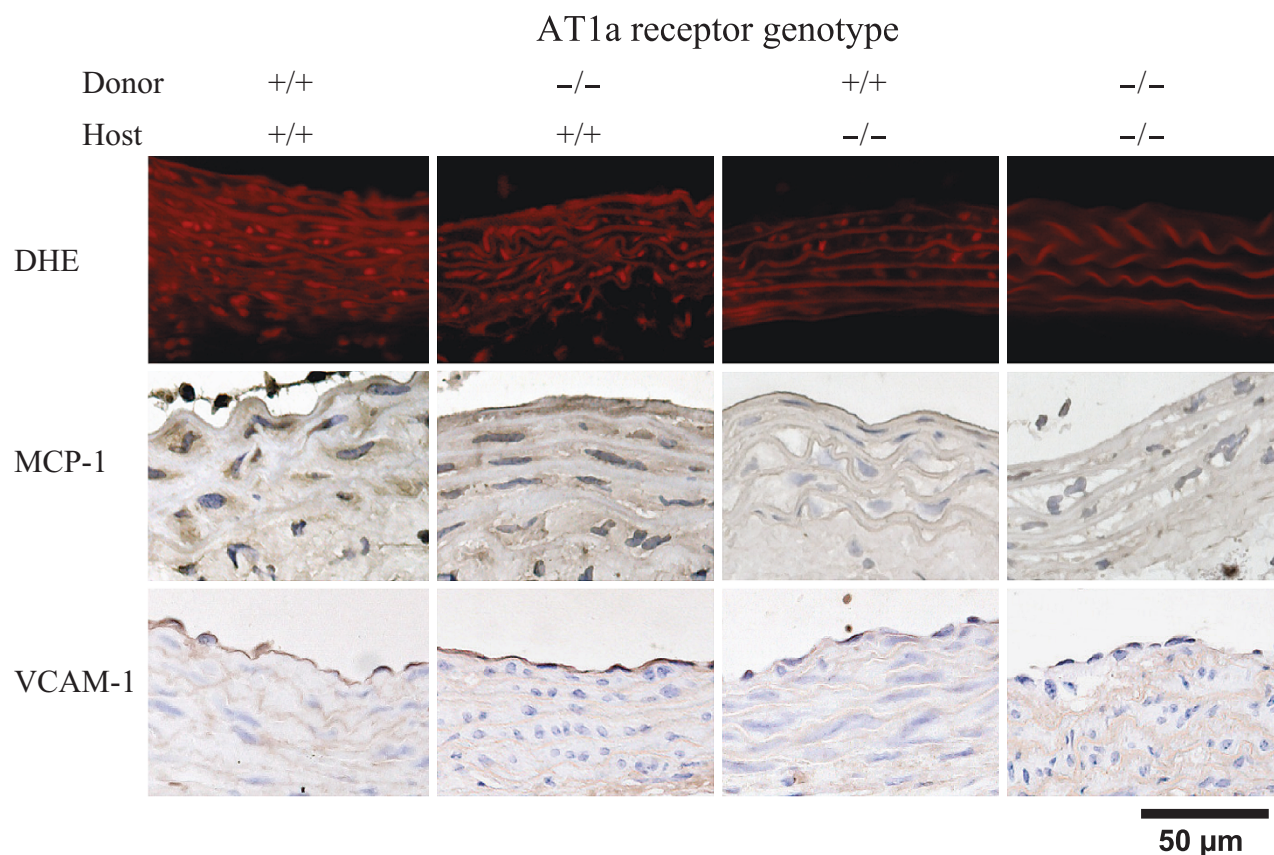 AT1a receptor genotype
Donor +/+ −/− +/+ −/−
Host +/+ +/+ −/− −/−
DHE
MCP-1
VCAM-1
50 µm